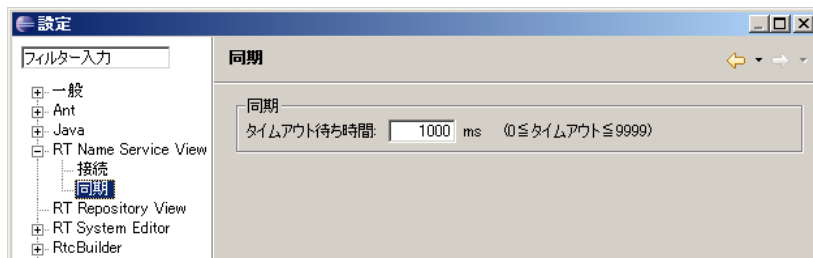 設定
フィルター入力
一般
Ant
Java
RT Name Service View
接続
同期
RT Repository View
RT System Editor
RtcBuilder
同期
同期
タイムアウト待ち時間: 1000 ms (0≦タイムアウト≦9999)